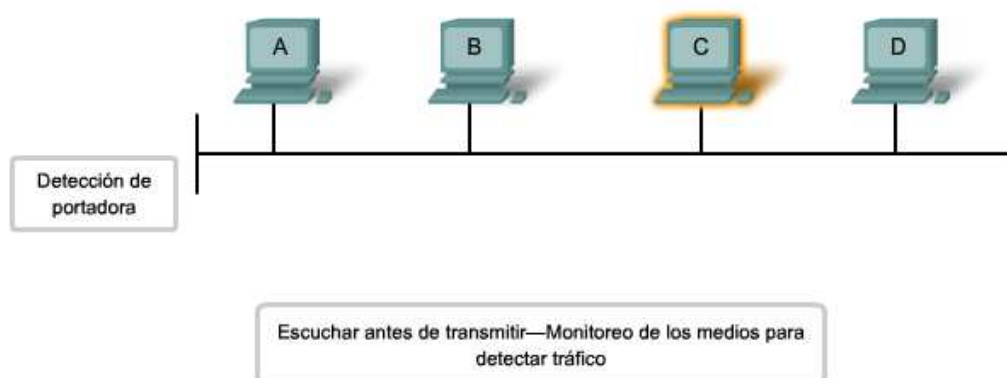 A
B
C
D
Detección de
portadora
Escuchar antes de transmitir—Monitoreo de los medios para
detectar tráfico